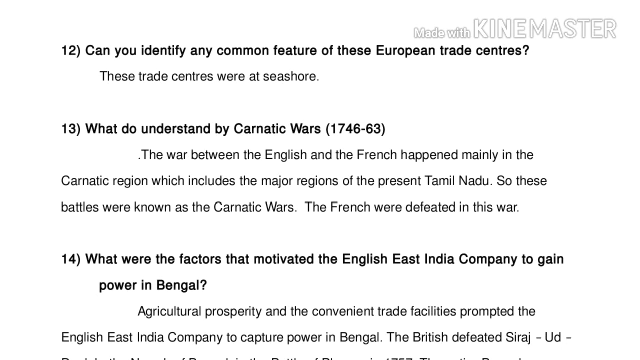 Made with KINEMASTER
12) Can you identify any common feature of these European trade centres?
These trade centres were at seashore.
13) What do understand by Carnatic Wars (1746-63)
.The war between the English and the French happened mainly in the
Carnatic region which includes the major regions of the present Tamil Nadu. So these
battles were known as the Carnatic Wars. The French were defeated in this war.
14) What were the factors that motivated the English East India Company to gain
power in Bengal?
Agricultural prosperity and the convenient trade facilities prompted the
English East India Company to capture power in Bengal. The British defeated Siraj – Ud –